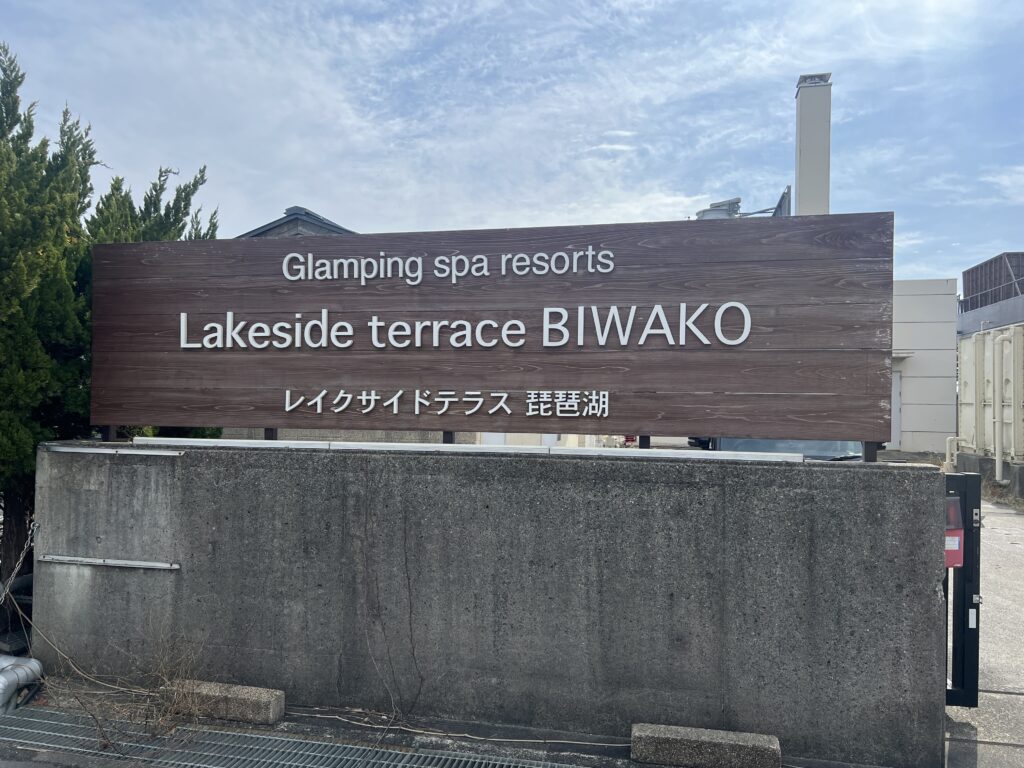 Glamping spa resorts
Lakeside terrace BIWAKO
レイクサイドテラス 琵琶湖